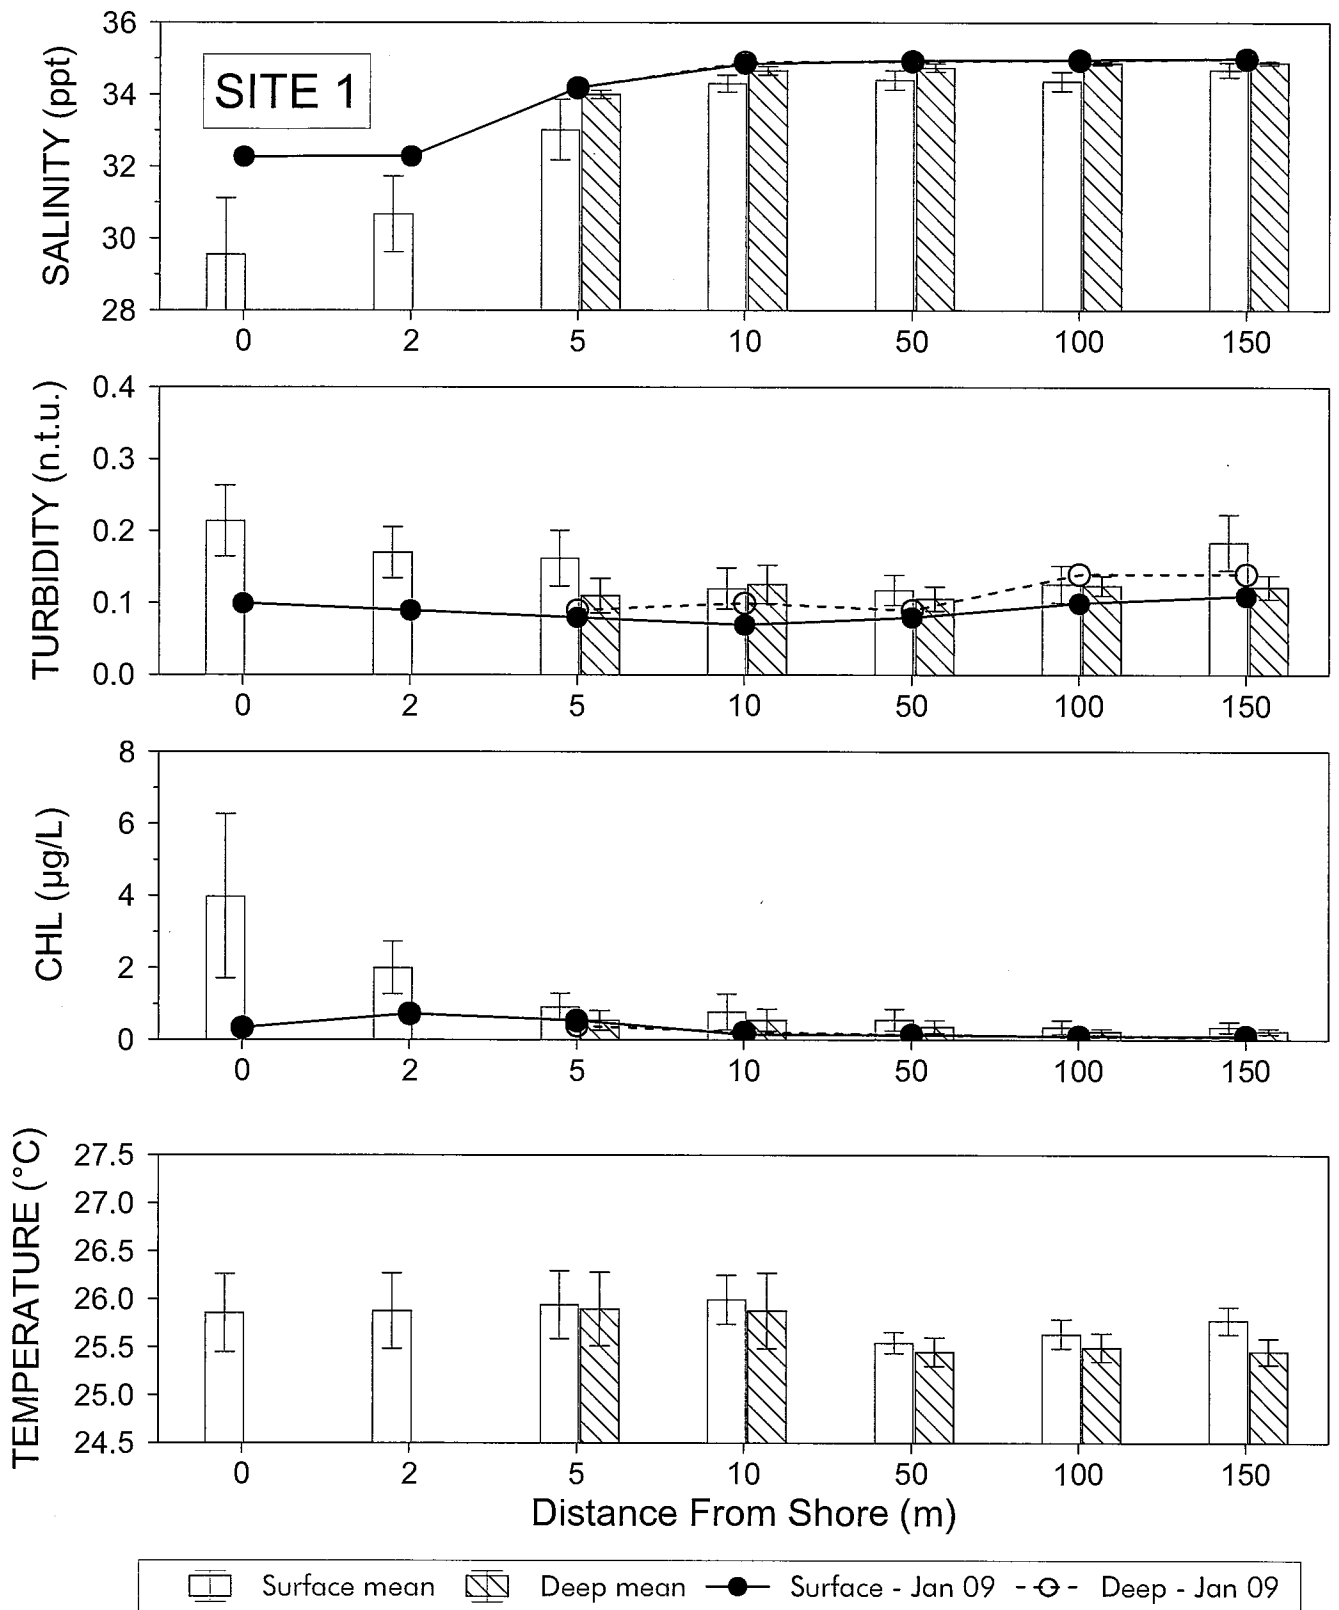 SITE 1
SALINITY (ppt)
36
34
32
30
28
0 2 5 10 50 100 150
TURBIDITY (n.t.u.)
0.4
0.3
0.2
0.1
0.0
0 2 5 10 50 100 150
CHL (µg/L)
8
6
4
2
0
0 2 5 10 50 100 150
TEMPERATURE (°C)
27.5
27.0
26.5
26.0
25.5
25.0
24.5
0 2 5 10 50 100 150
Distance From Shore (m)
Surface mean Deep mean Surface - Jan 09 Deep - Jan 09